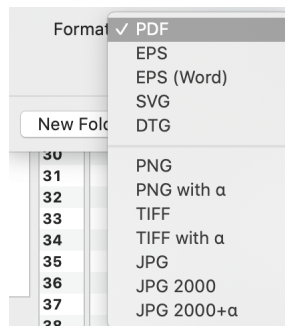 Format ✓ PDF
EPS
EPS (Word)
SVG
DTG
New Fold
PNG
PNG with α
TIFF
TIFF with α
JPG
JPG 2000
JPG 2000+α
30
31
32
33
34
35
36
37
38